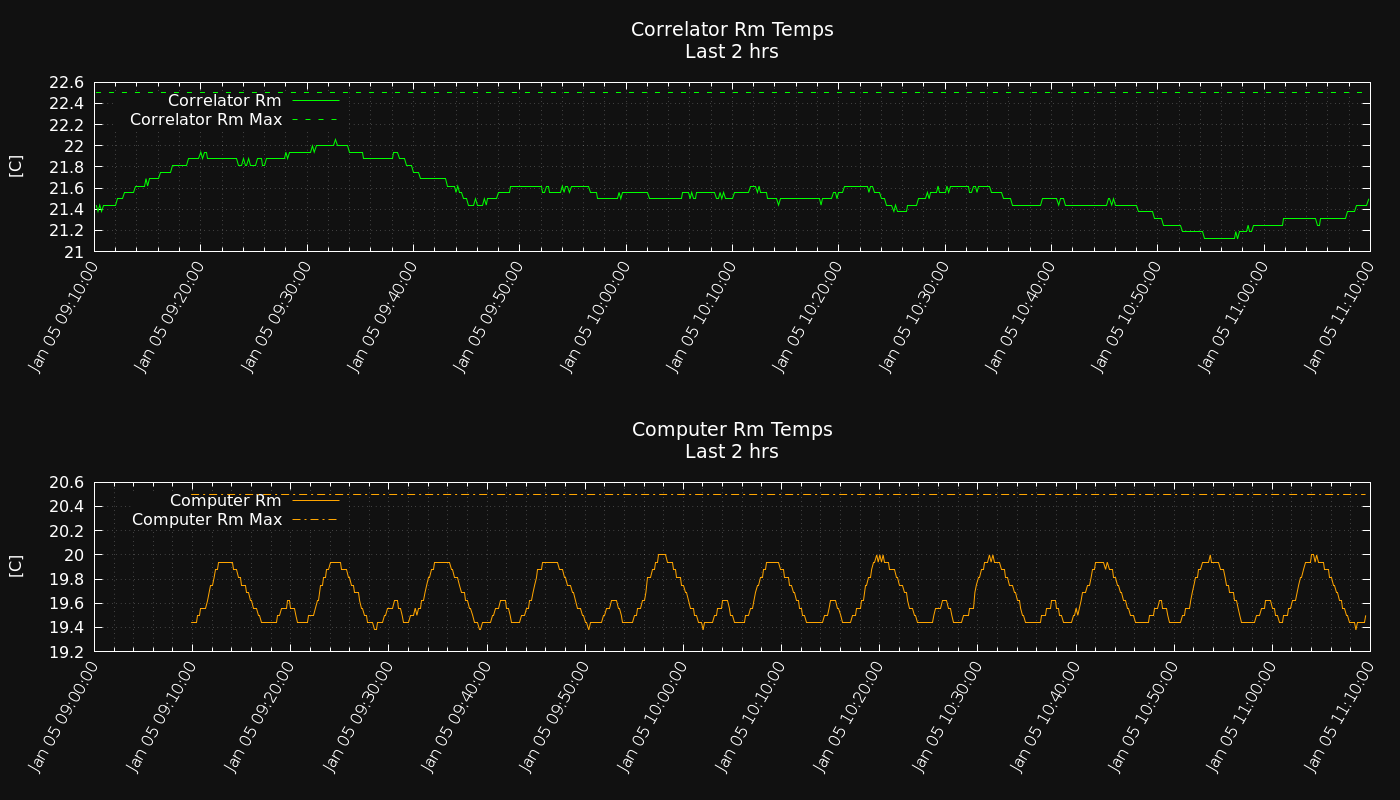 Correlator Rm Temps
Last 2 hrs
22.6
22.4
22.2
22
21.8
21.6
21.4
21.2
21
[C]
Correlator Rm
Correlator Rm Max
Jan 05 09:10:00
Jan 05 09:20:00
Jan 05 09:30:00
Jan 05 09:40:00
Jan 05 09:50:00
Jan 05 10:00:00
Jan 05 10:10:00
Jan 05 10:20:00
Jan 05 10:30:00
Jan 05 10:40:00
Jan 05 10:50:00
Jan 05 11:00:00
Jan 05 11:10:00
Computer Rm Temps
Last 2 hrs
20.6
20.4
20.2
20
19.8
19.6
19.4
19.2
[C]
Computer Rm
Computer Rm Max
Jan 05 09:00:00
Jan 05 09:10:00
Jan 05 09:20:00
Jan 05 09:30:00
Jan 05 09:40:00
Jan 05 09:50:00
Jan 05 10:00:00
Jan 05 10:10:00
Jan 05 10:20:00
Jan 05 10:30:00
Jan 05 10:40:00
Jan 05 10:50:00
Jan 05 11:00:00
Jan 05 11:10:00